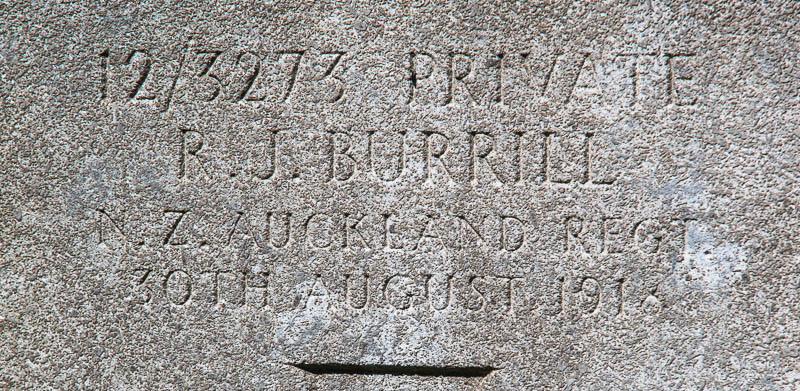 12/3273 PRIVATE
R. J. BURRILL
N. Z. AUCKLAND REGT
30TH AUGUST 1918